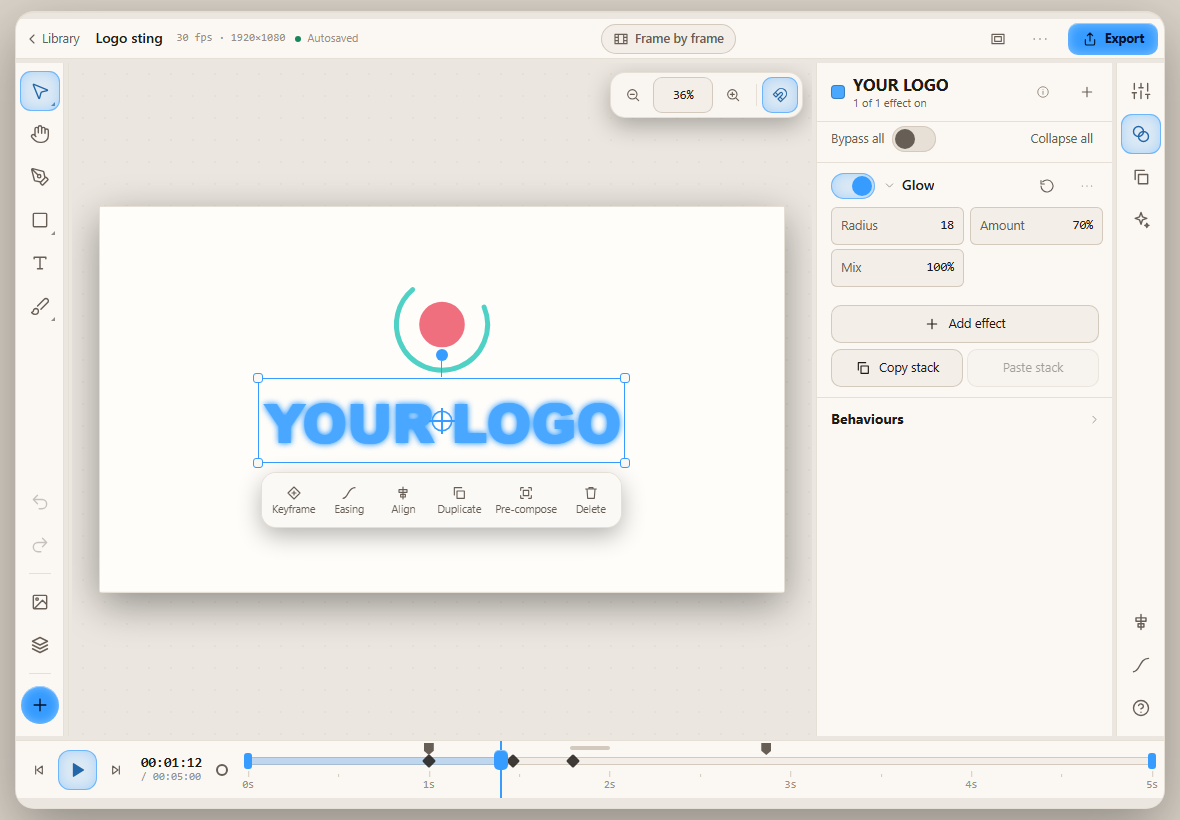 Library
Logo sting
30 fps · 1920×1080
Autosaved
Frame by frame
Export
36%
YOUR LOGO
1 of 1 effect on
Bypass all
Collapse all
Glow
Radius 18
Amount 70%
Mix 100%
Add effect
Copy stack
Paste stack
Behaviours
YOUR LOGO
Keyframe
Easing
Align
Duplicate
Pre-compose
Delete
00:01:12
/ 00:05:00
0s 1s 2s 3s 4s 5s